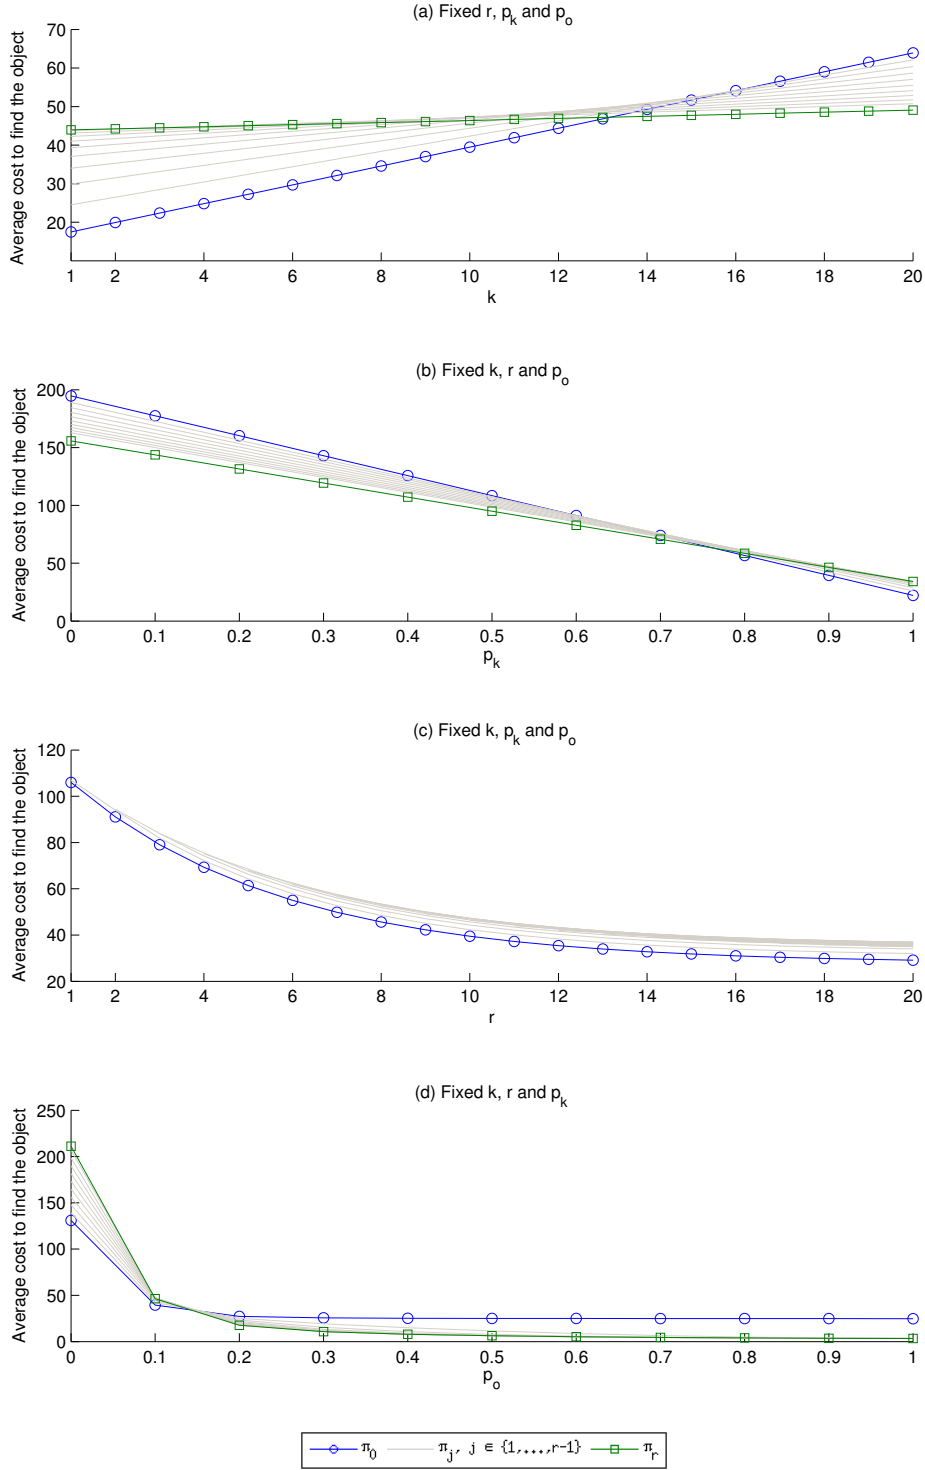 (a) Fixed r, p_k and p_o
Average cost to find the object
70
60
50
40
30
20
1 2 4 6 8 10 12 14 16 18 20
k
(b) Fixed k, r and p_o
Average cost to find the object
200
150
100
50
0
0 0.1 0.2 0.3 0.4 0.5 0.6 0.7 0.8 0.9 1
p_k
(c) Fixed k, p_k and p_o
Average cost to find the object
120
100
80
60
40
20
1 2 4 6 8 10 12 14 16 18 20
r
(d) Fixed k, r and p_k
Average cost to find the object
250
200
150
100
50
0
0 0.1 0.2 0.3 0.4 0.5 0.6 0.7 0.8 0.9 1
p_o
π_0 π_j, j ∈ {1,...,r-1} π_r